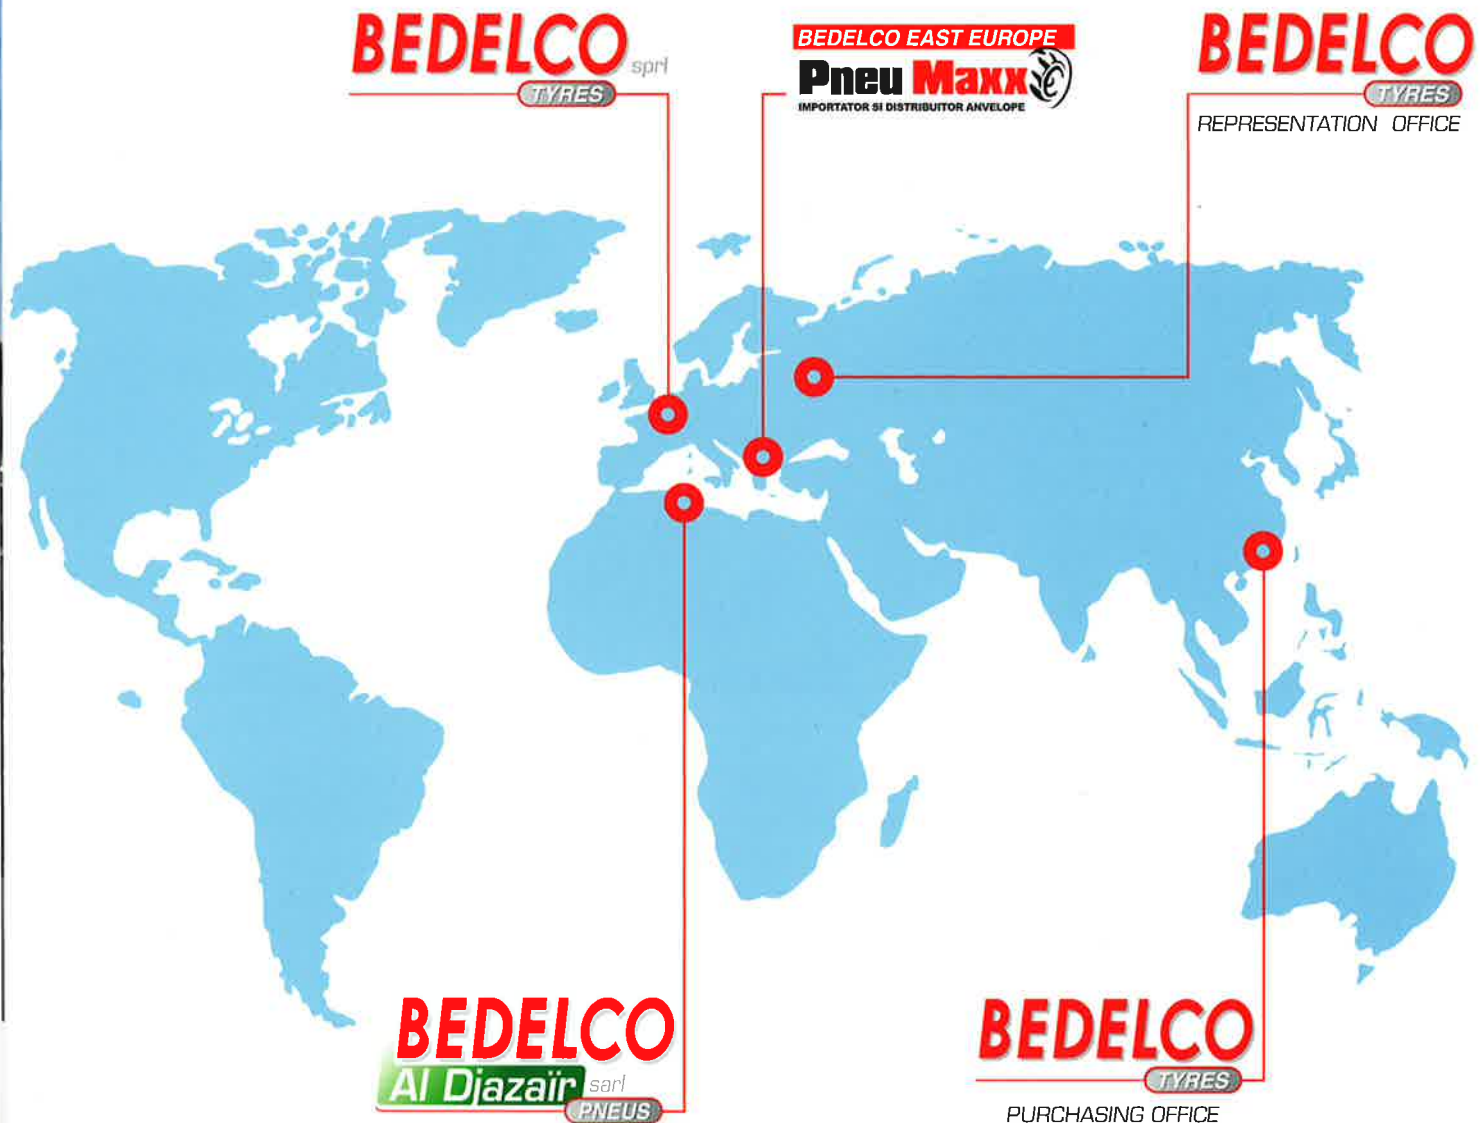 BEDELCO sprl
TYRES
BEDELCO EAST EUROPE
Pneu Maxx
IMPORTATOR SI DISTRIBUITOR ANVELOPE
BEDELCO
TYRES
REPRESENTATION OFFICE
BEDELCO
Al Djazaïr sarl
PNEUS
BEDELCO
TYRES
PURCHASING OFFICE